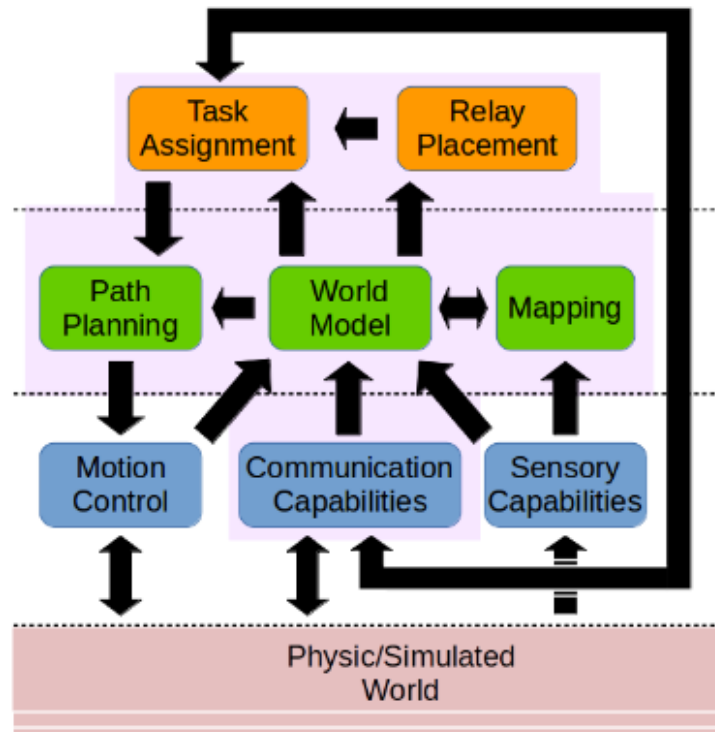 Task
Assignment
Relay
Placement
Path
Planning
World
Model
Mapping
Motion
Control
Communication
Capabilities
Sensory
Capabilities
Physic/Simulated
World